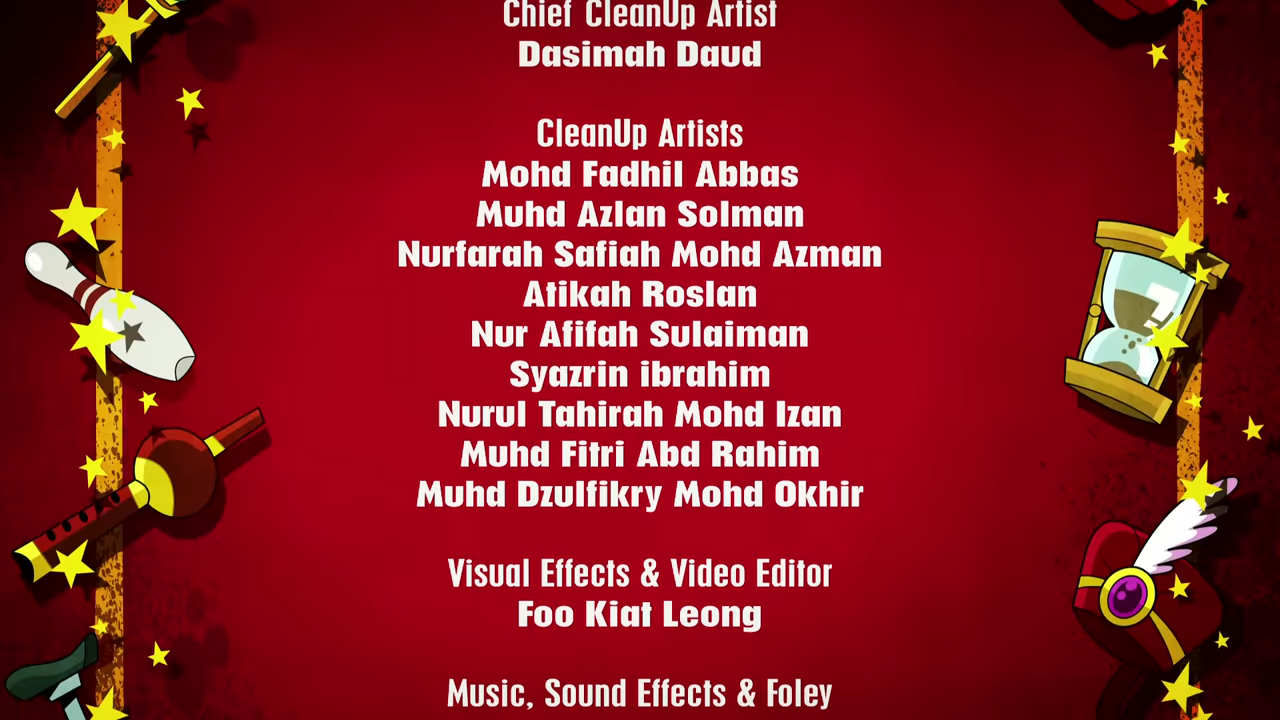 Chief CleanUp Artist
Dasimah Daud
CleanUp Artists
Mohd Fadhil Abbas
Muhd Azlan Solman
Nurfarah Safiah Mohd Azman
Atikah Roslan
Nur Afifah Sulaiman
Syazrin ibrahim
Nurul Tahirah Mohd Izan
Muhd Fitri Abd Rahim
Muhd Dzulfikry Mohd Okhir
Visual Effects & Video Editor
Foo Kiat Leong
Music, Sound Effects & Foley